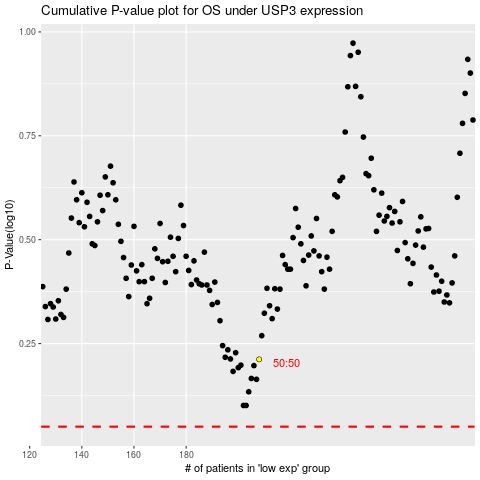 Cumulative P-value plot for OS under USP3 expression
1.00
0.75
0.50
0.25
P-Value(log10)
50:50
120 140 160 180
# of patients in 'low exp' group